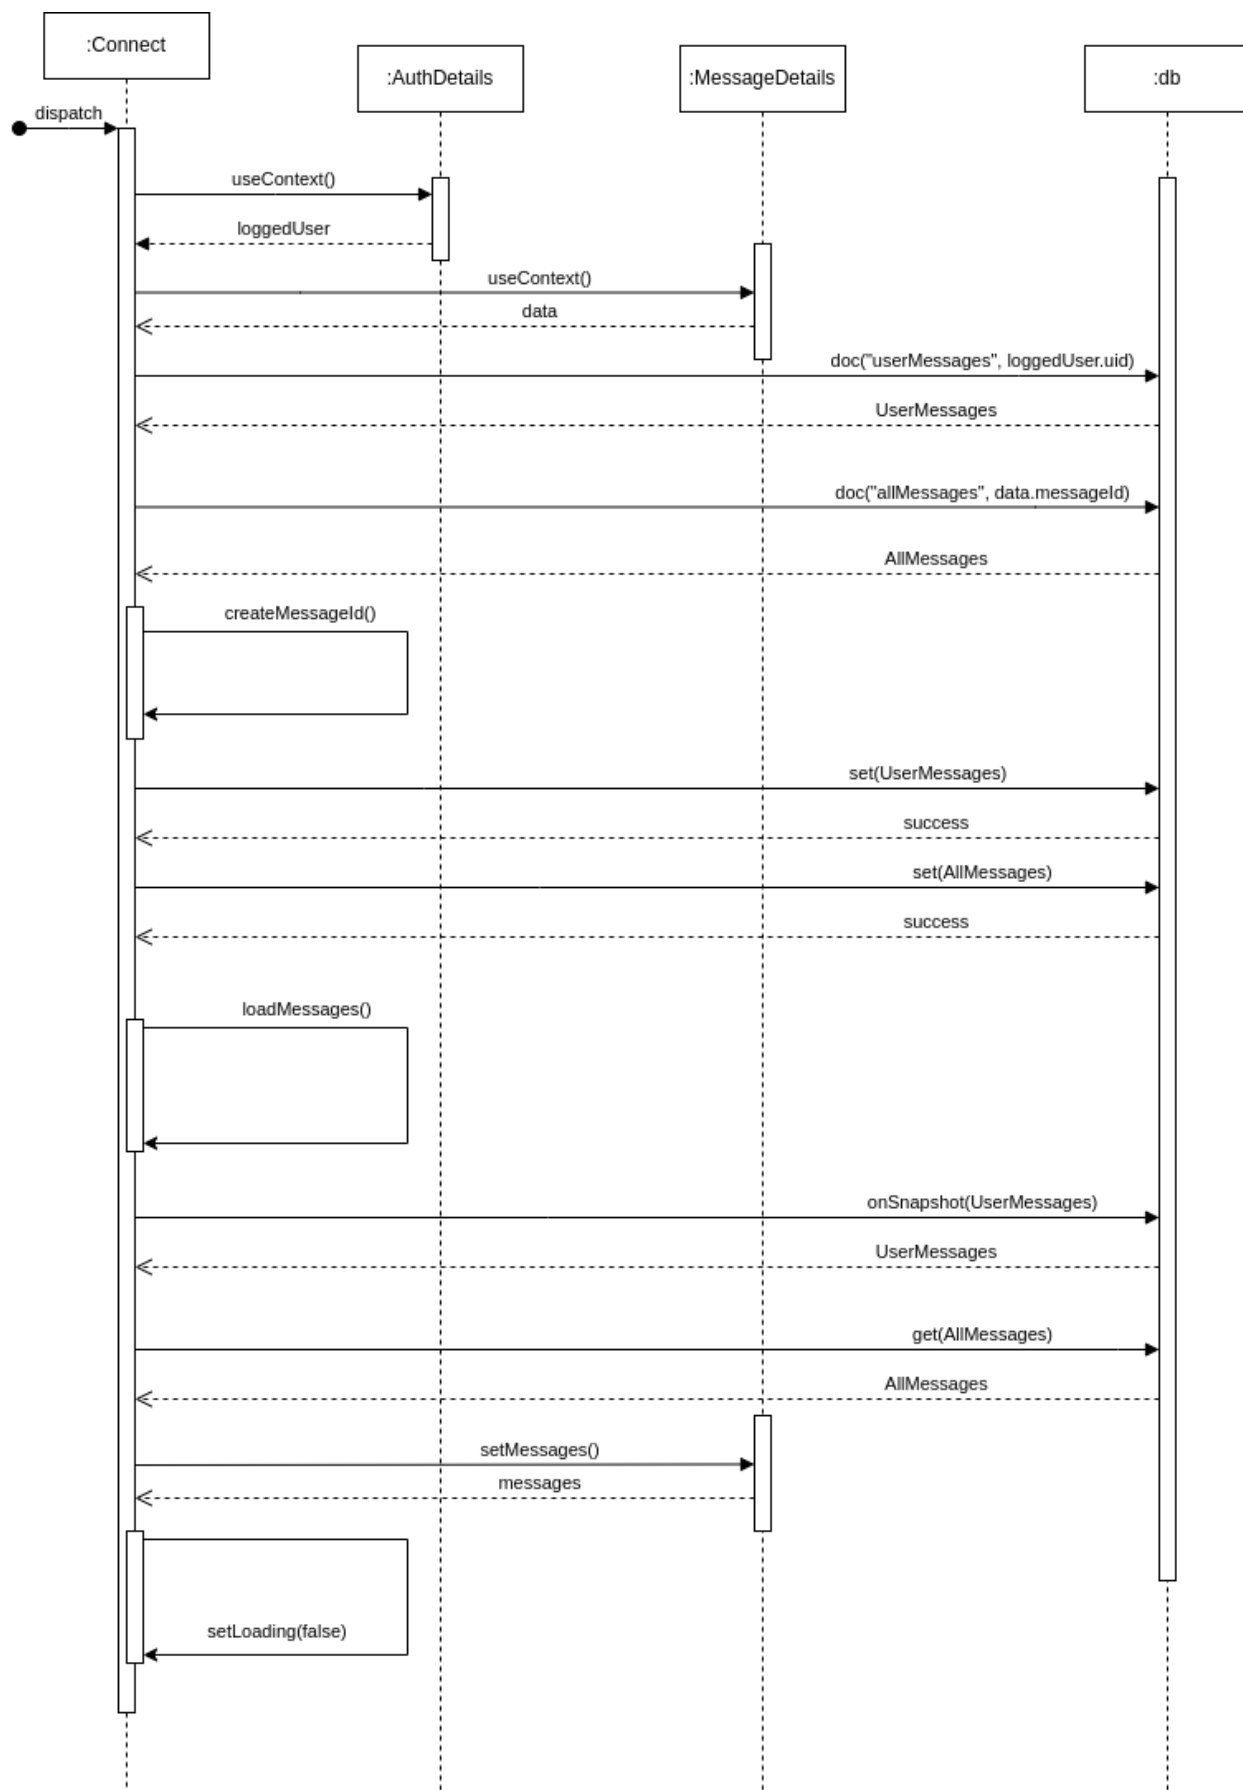 :Connect
:AuthDetails
:MessageDetails
:db
dispatch
useContext()
loggedUser
useContext()
data
doc("userMessages", loggedUser.uid)
UserMessages
doc("allMessages", data.messageId)
AllMessages
createMessageId()
set(UserMessages)
success
set(AllMessages)
success
loadMessages()
onSnapshot(UserMessages)
UserMessages
get(AllMessages)
AllMessages
setMessages()
messages
setLoading(false)